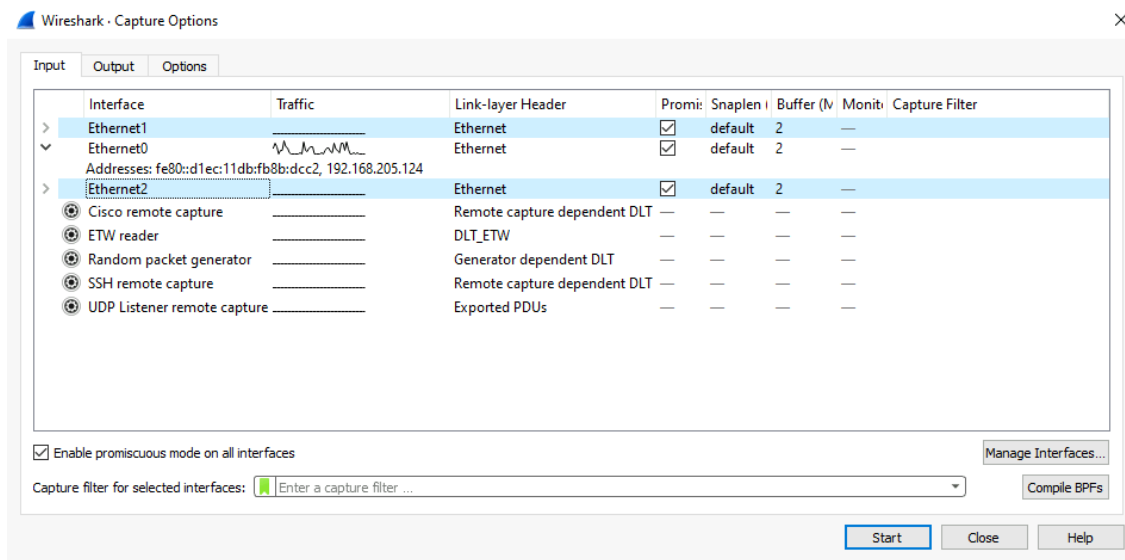 Wireshark · Capture Options
Input Output Options
Interface Traffic Link-layer Header Promis Snaplen ( Buffer (M Monito Capture Filter
Ethernet1 Ethernet default 2 —
Ethernet0 Ethernet default 2 —
Addresses: fe80::d1ec:11db:fb8b:dcc2, 192.168.205.124
Ethernet2 Ethernet default 2 —
Cisco remote capture Remote capture dependent DLT — — — —
ETW reader DLT_ETW — — — —
Random packet generator Generator dependent DLT — — — —
SSH remote capture Remote capture dependent DLT — — — —
UDP Listener remote capture Exported PDUs — — — —
Enable promiscuous mode on all interfaces
Manage Interfaces...
Capture filter for selected interfaces: Enter a capture filter ...
Compile BPFs
Start Close Help